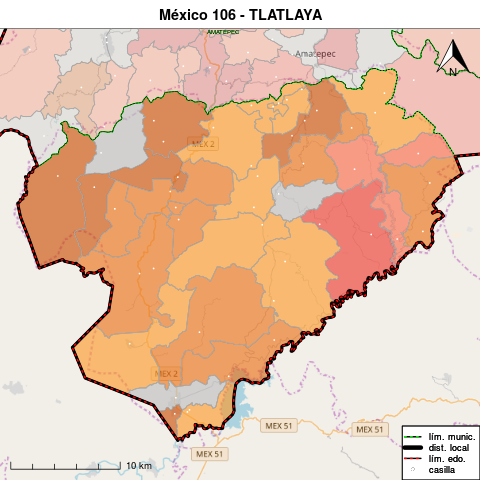 México 106 - TLATLAYA
AMATEPEC
Amatepec
N
MEX 2
MEX 2
MEX 51
MEX 51
MEX 51
10 km
lím. munic.
dist. local
lím. edo.
casilla